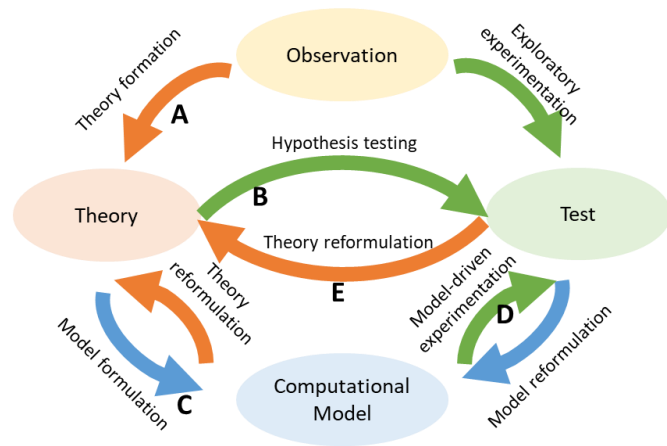 Observation
Theory formation
Exploratory
experimentation
A
Hypothesis testing
B
Theory
Test
Theory reformulation
E
Theory
reformulation
Model-driven
experimentation
D
Model formulation
C
Model reformulation
Computational
Model